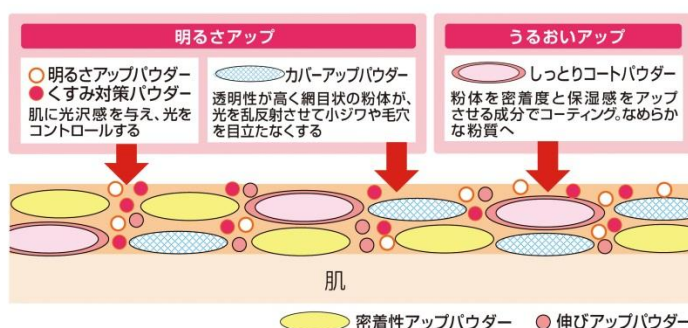 明るさアップ
明るさアップパウダー
くすみ対策パウダー
肌に光沢感を与え、光を
コントロールする
カバーアップパウダー
透明性が高く網目状の粉体が、
光を乱反射させて小ジワや毛穴
を目立たなくする
うるおいアップ
しっとりコートパウダー
粉体を密着度と保湿感をアップ
させる成分でコーティング。なめらか
な粉質へ
肌
密着性アップパウダー
伸びアップパウダー